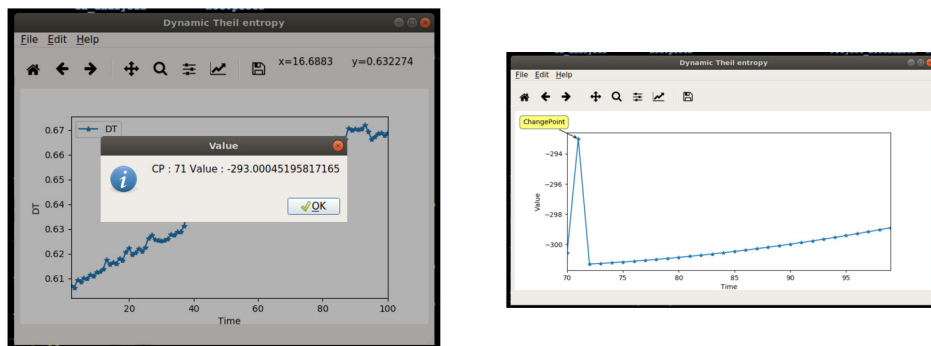 Dynamic Theil entropy
File Edit Help
x=16.6883 y=0.632274
DT
Value
CP : 71 Value : -293.00045195817165
OK
0.67
0.66
0.65
0.64
0.63
0.62
0.61
DT
20 40 60 80 100
Time
Dynamic Theil entropy
File Edit Help
ChangePoint
−294
−296
−298
−300
Value
70 75 80 85 90 95
Time